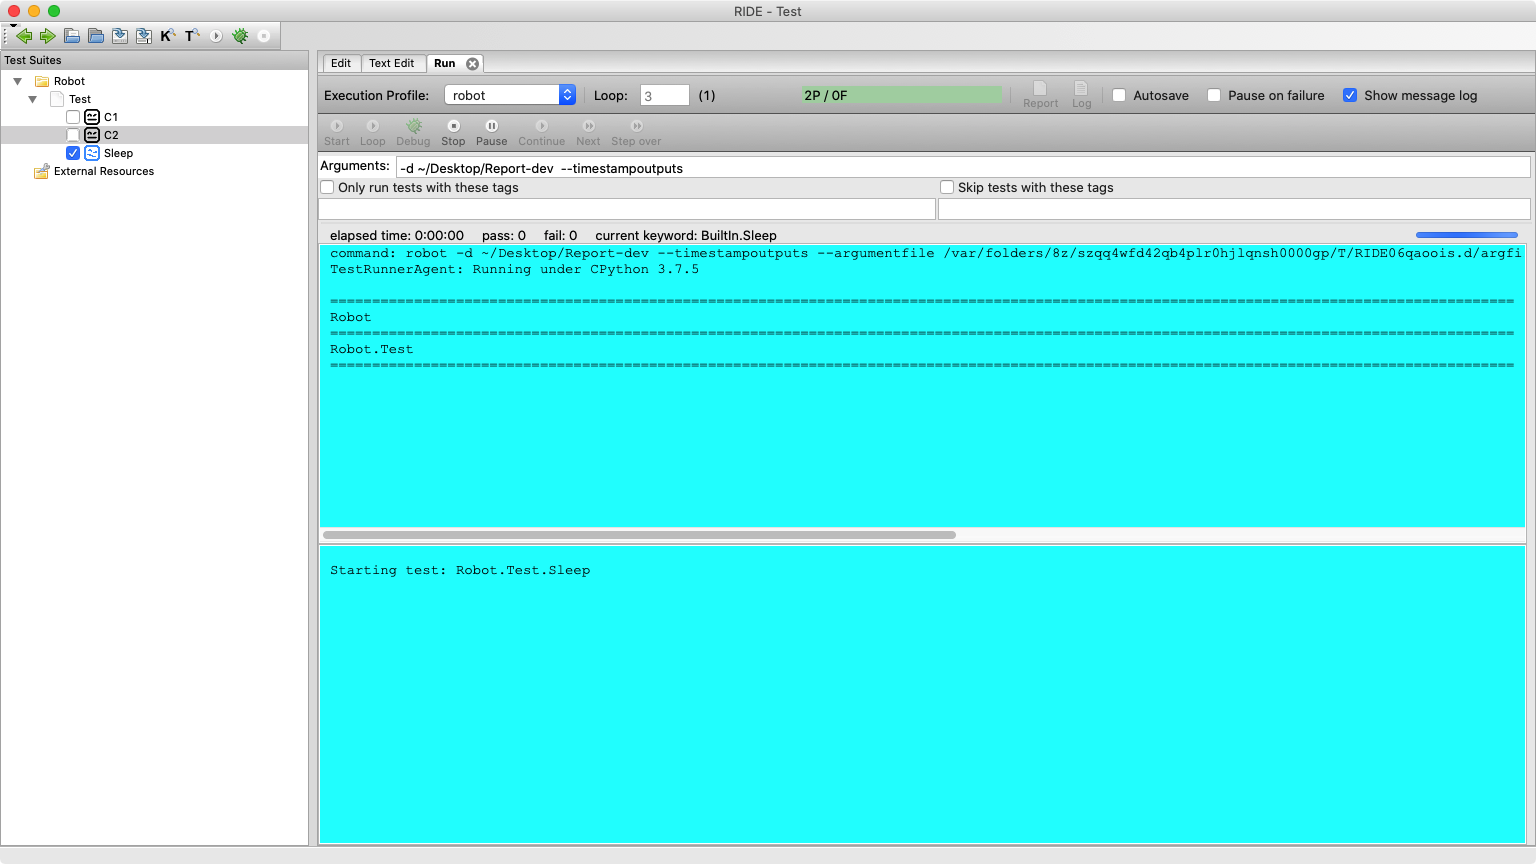 RIDE - Test
K
T
Test Suites
Robot
Test
C1
C2
Sleep
External Resources
Edit
Text Edit
Run
Execution Profile:
robot
Loop:
3
(1)
2P / 0F
Report
Log
Autosave
Pause on failure
Show message log
Start
Loop
Debug
Stop
Pause
Continue
Next
Step over
Arguments:
-d ~/Desktop/Report-dev  --timestampoutputs
Only run tests with these tags
Skip tests with these tags
elapsed time: 0:00:00     pass: 0     fail: 0     current keyword: BuiltIn.Sleep
command: robot -d ~/Desktop/Report-dev --timestampoutputs --argumentfile /var/folders/8z/szqq4wfd42qb4plr0hjlqnsh0000gp/T/RIDE06qaoois.d/argfi
TestRunnerAgent: Running under CPython 3.7.5
==============================================================================================================================================
Robot
==============================================================================================================================================
Robot.Test
==============================================================================================================================================
Starting test: Robot.Test.Sleep